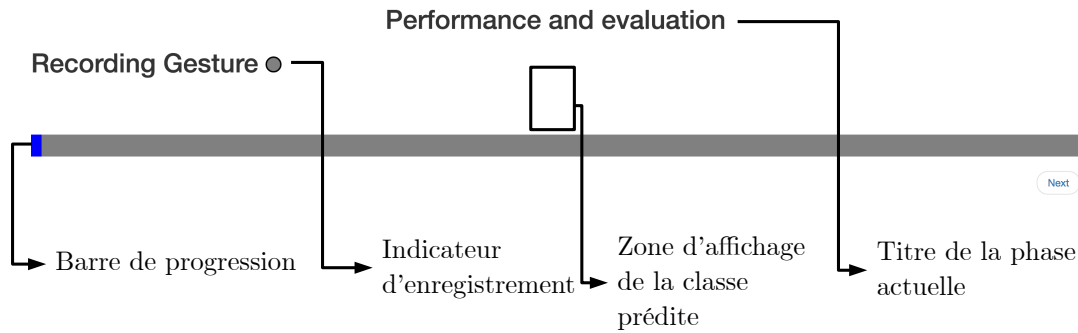 Performance and evaluation
Recording Gesture
Next
Barre de progression
Indicateur
d'enregistrement
Zone d'affichage
de la classe
prédite
Titre de la phase
actuelle